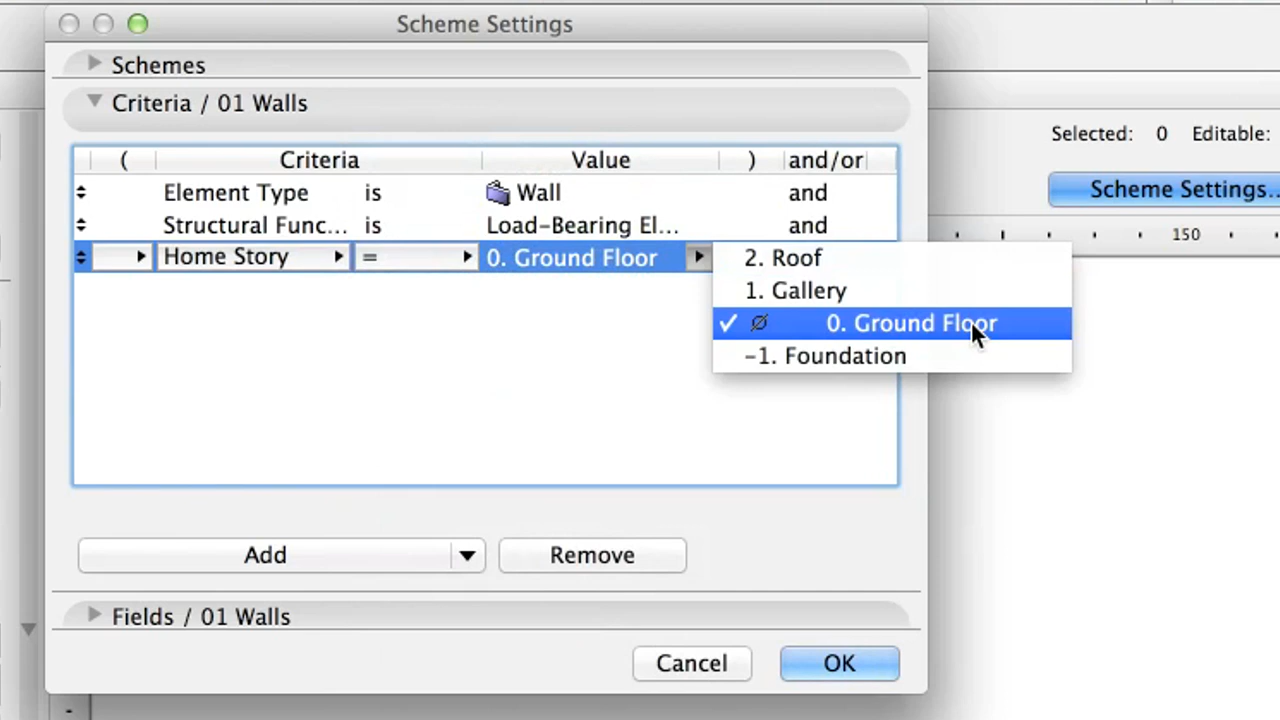 Scheme Settings
Schemes
Criteria / 01 Walls
Selected: 0 Editable:
( Criteria Value ) and/or
Scheme Settings..
Element Type is Wall and
Structural Func... is Load-Bearing El... and
150
Home Story = 0. Ground Floor
2. Roof
1. Gallery
0. Ground Floor
-1. Foundation
Add Remove
Fields / 01 Walls
Cancel OK